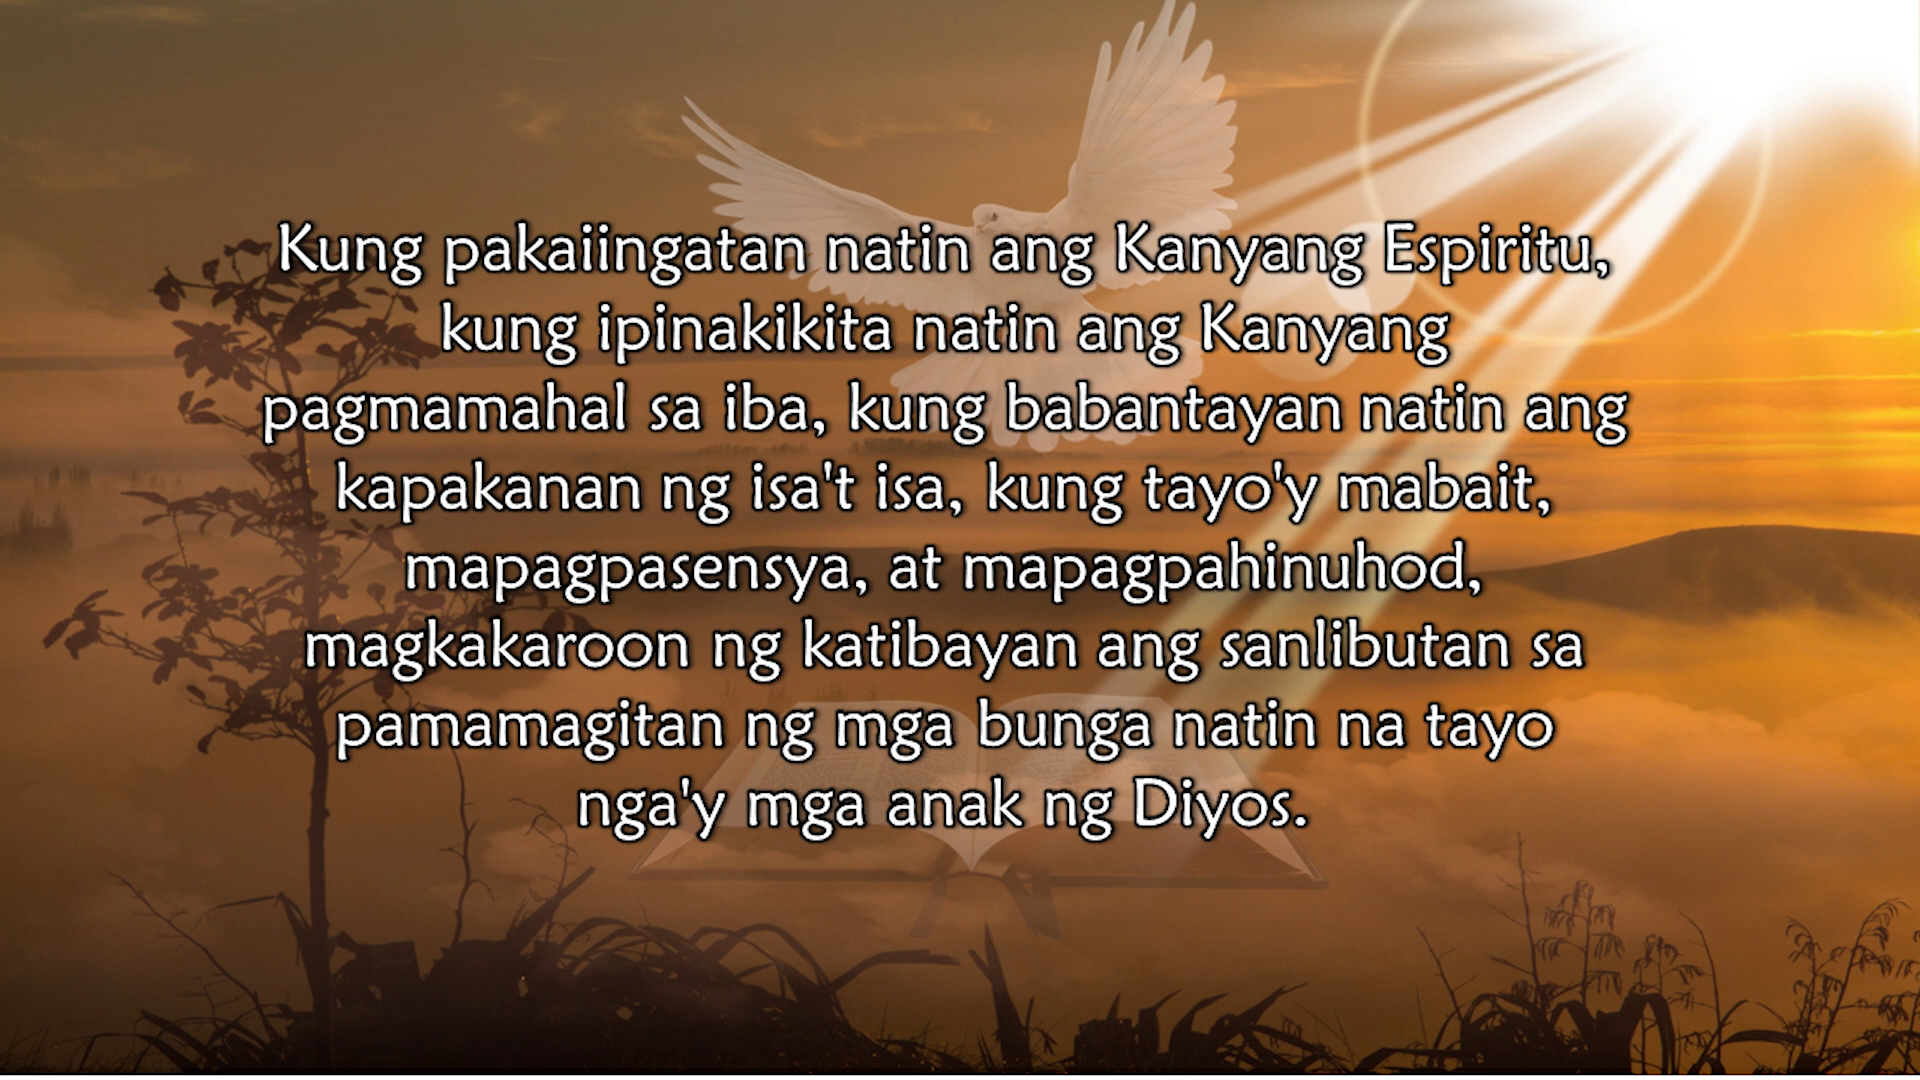 Kung pakaiingatan natin ang Kanyang Espiritu,
kung ipinakikita natin ang Kanyang
pagmamahal sa iba, kung babantayan natin ang
kapakanan ng isa't isa, kung tayo'y mabait,
mapagpasensya, at mapagpahinuhod,
magkakaroon ng katibayan ang sanlibutan sa
pamamagitan ng mga bunga natin na tayo
nga'y mga anak ng Diyos.